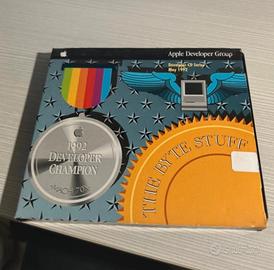 Apple Developer Group
Developer CD Series
May 1992
1992
DEVELOPER
CHAMPION
THE BYTE STUFF